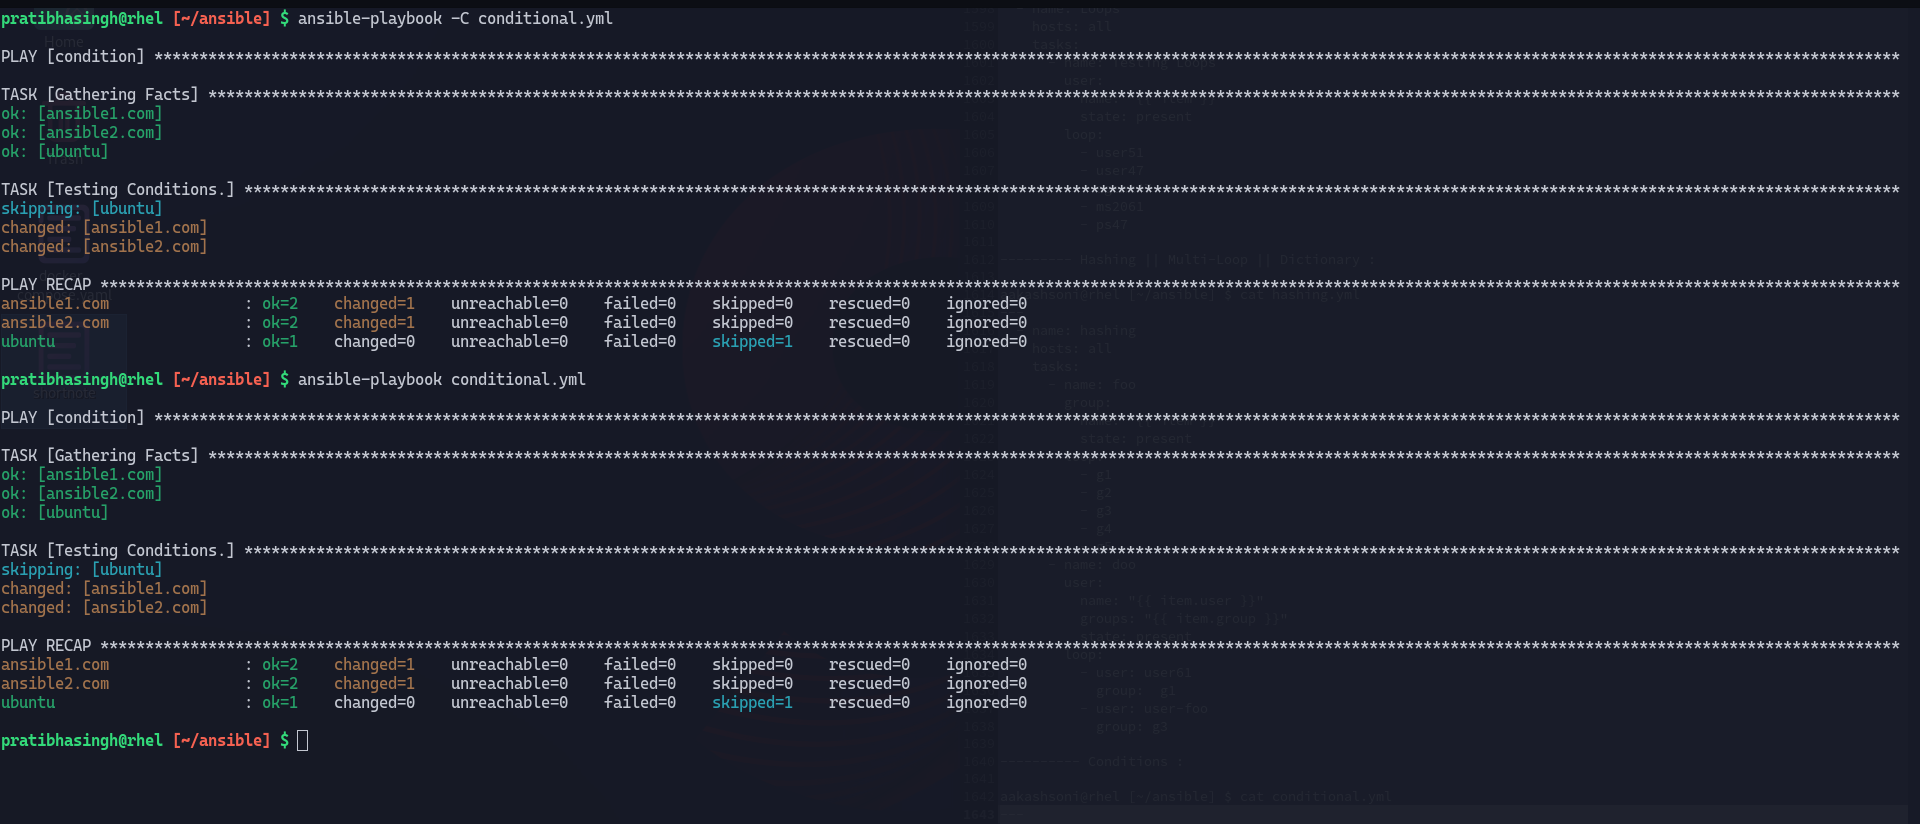 pratibhasingh@rhel [~/ansible] $ ansible-playbook -C conditional.yml
PLAY [condition] ****************************************************************************************************************************************************************************************************
TASK [Gathering Facts] **********************************************************************************************************************************************************************************************
ok: [ansible1.com]
ok: [ansible2.com]
ok: [ubuntu]
TASK [Testing Conditions.] ******************************************************************************************************************************************************************************************
skipping: [ubuntu]
changed: [ansible1.com]
changed: [ansible2.com]
PLAY RECAP **********************************************************************************************************************************************************************************************************
ansible1.com               : ok=2    changed=1    unreachable=0    failed=0    skipped=0    rescued=0    ignored=0
ansible2.com               : ok=2    changed=1    unreachable=0    failed=0    skipped=0    rescued=0    ignored=0
ubuntu                     : ok=1    changed=0    unreachable=0    failed=0    skipped=1    rescued=0    ignored=0
pratibhasingh@rhel [~/ansible] $ ansible-playbook conditional.yml
PLAY [condition] ****************************************************************************************************************************************************************************************************
TASK [Gathering Facts] **********************************************************************************************************************************************************************************************
ok: [ansible1.com]
ok: [ansible2.com]
ok: [ubuntu]
TASK [Testing Conditions.] ******************************************************************************************************************************************************************************************
skipping: [ubuntu]
changed: [ansible1.com]
changed: [ansible2.com]
PLAY RECAP **********************************************************************************************************************************************************************************************************
ansible1.com               : ok=2    changed=1    unreachable=0    failed=0    skipped=0    rescued=0    ignored=0
ansible2.com               : ok=2    changed=1    unreachable=0    failed=0    skipped=0    rescued=0    ignored=0
ubuntu                     : ok=1    changed=0    unreachable=0    failed=0    skipped=1    rescued=0    ignored=0
pratibhasingh@rhel [~/ansible] $